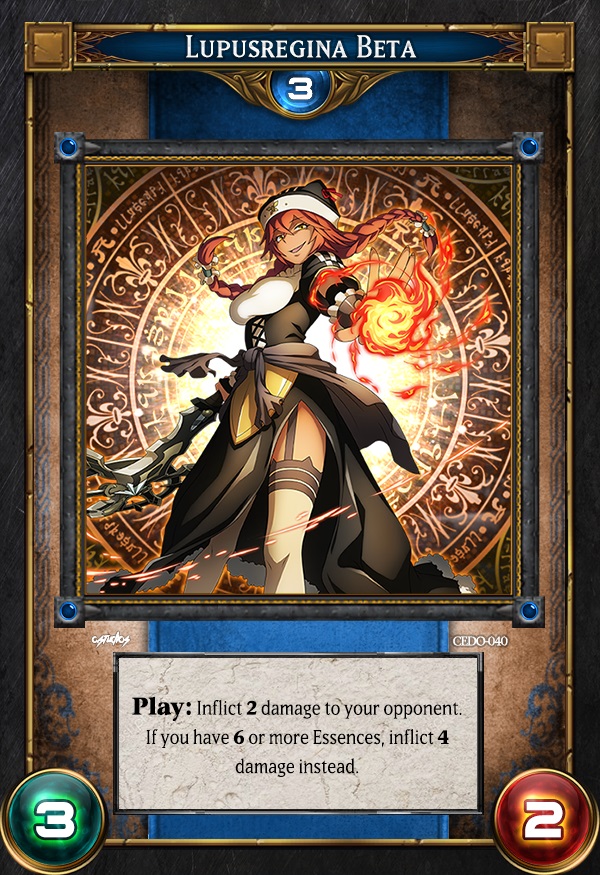 Lupusregina Beta
3
CSTUDIOS
CEDO-040
Play: Inflict 2 damage to your opponent.
If you have 6 or more Essences, inflict 4
damage instead.
3
2